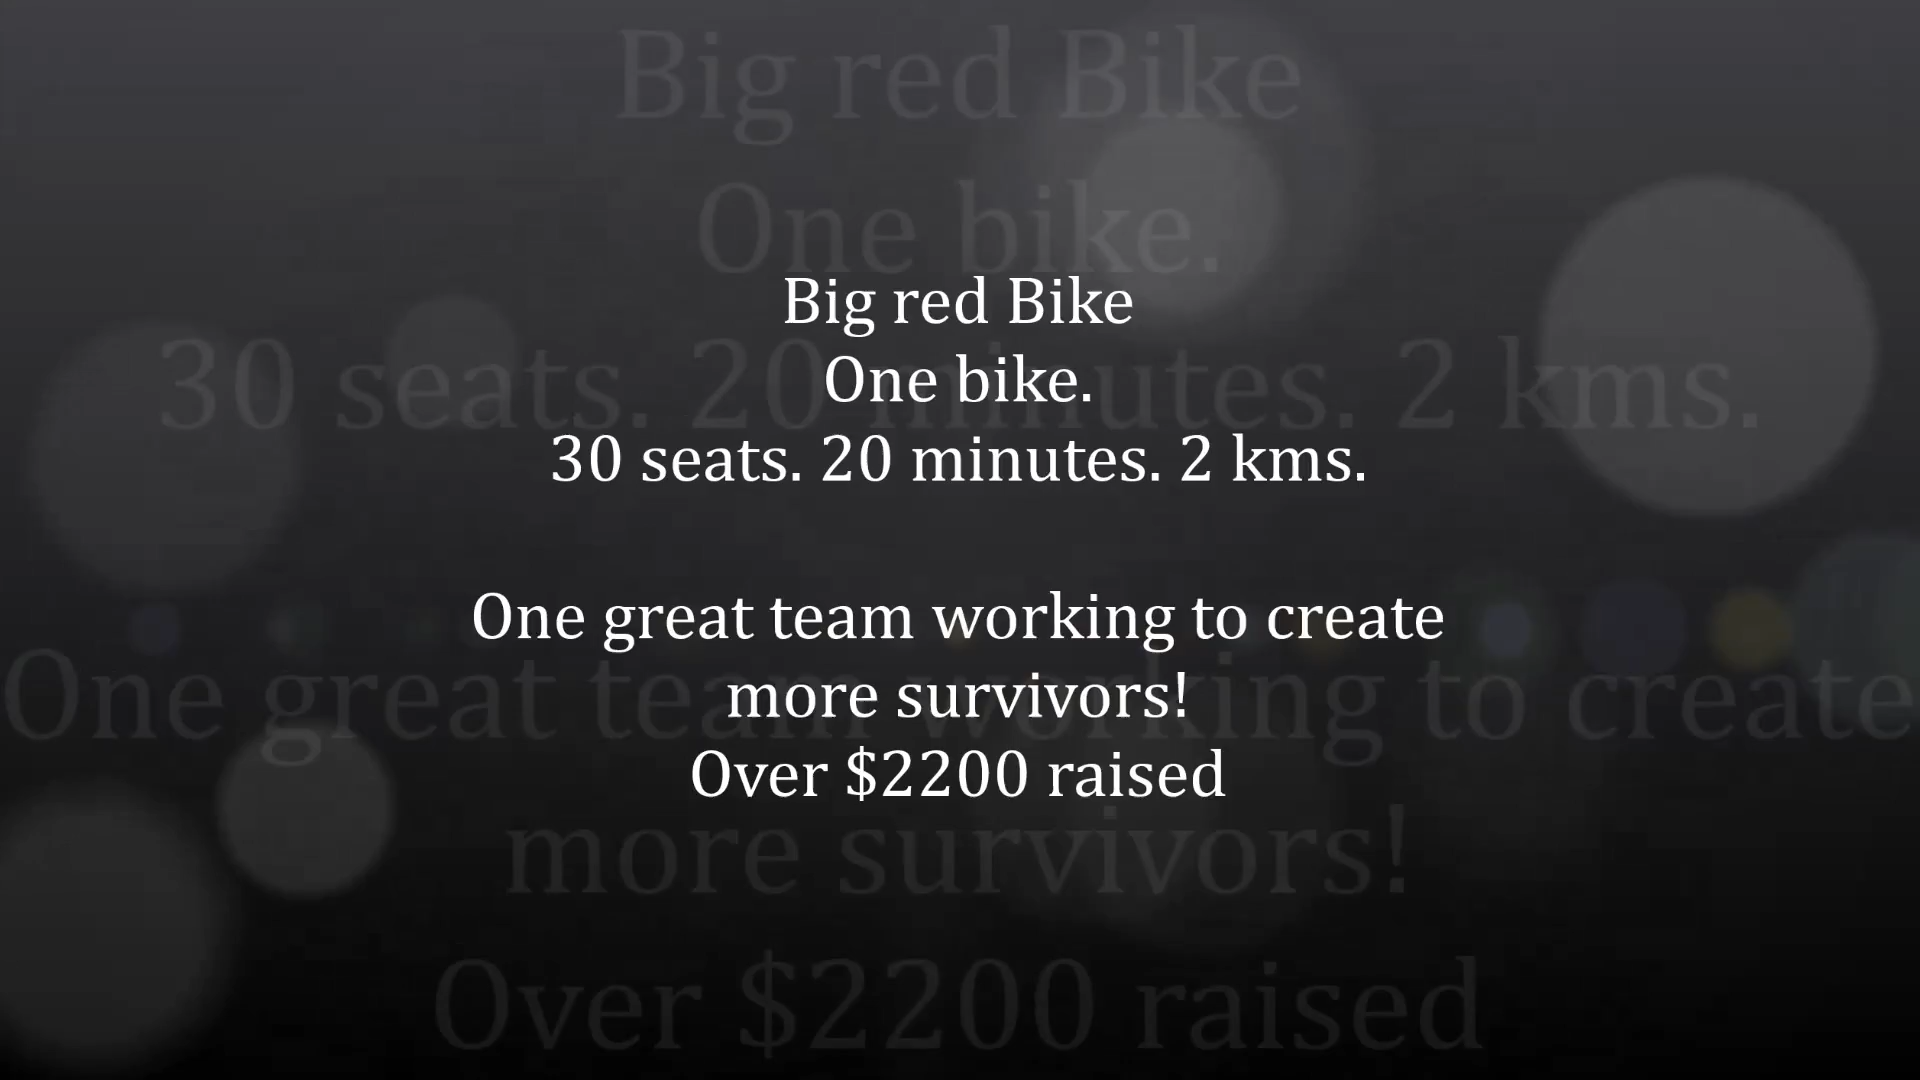 Big red Bike
One bike.
30 seats. 20 minutes. 2 kms.
One great team working to create
more survivors!
Over $2200 raised